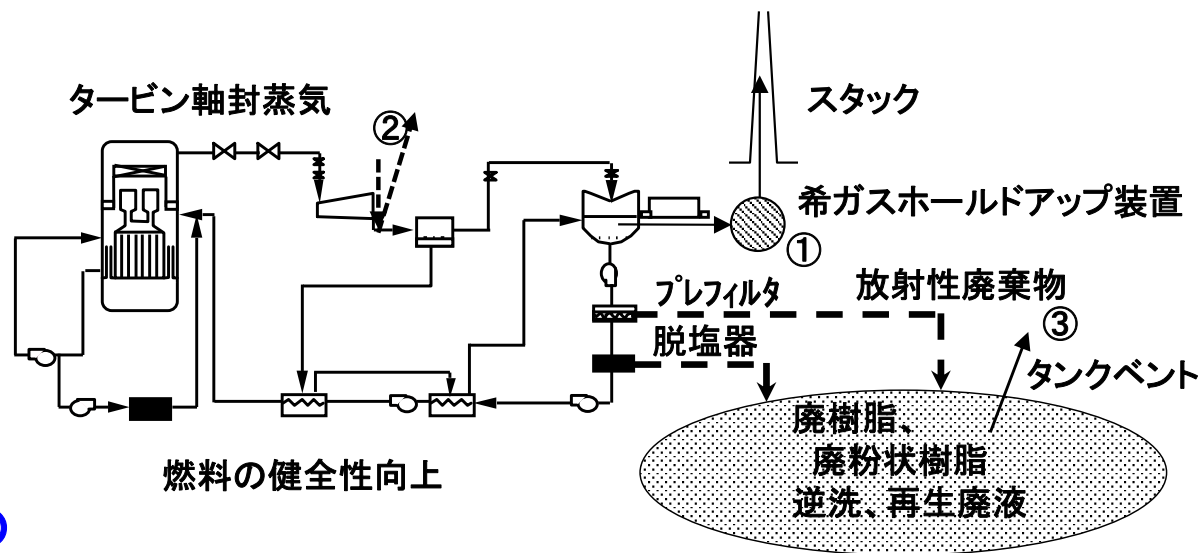 タービン軸封蒸気
②
スタック
希ガスホールドアップ装置
①
プレフィルタ
放射性廃棄物
脱塩器
③
タンクベント
廃樹脂、
廃粉状樹脂
逆洗、再生廃液
燃料の健全性向上